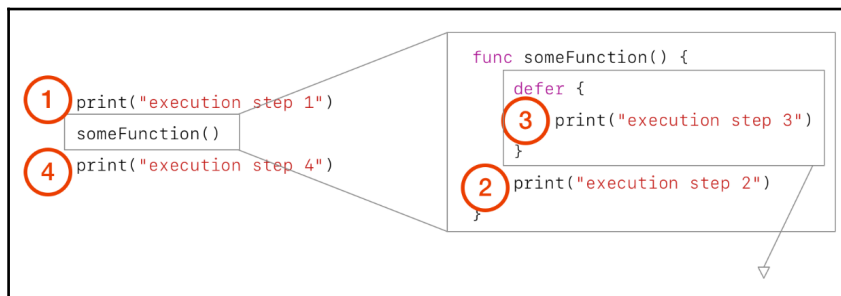 1 print("execution step 1")
someFunction()
4 print("execution step 4")
func someFunction() {
defer {
3 print("execution step 3")
}
2 print("execution step 2")
}